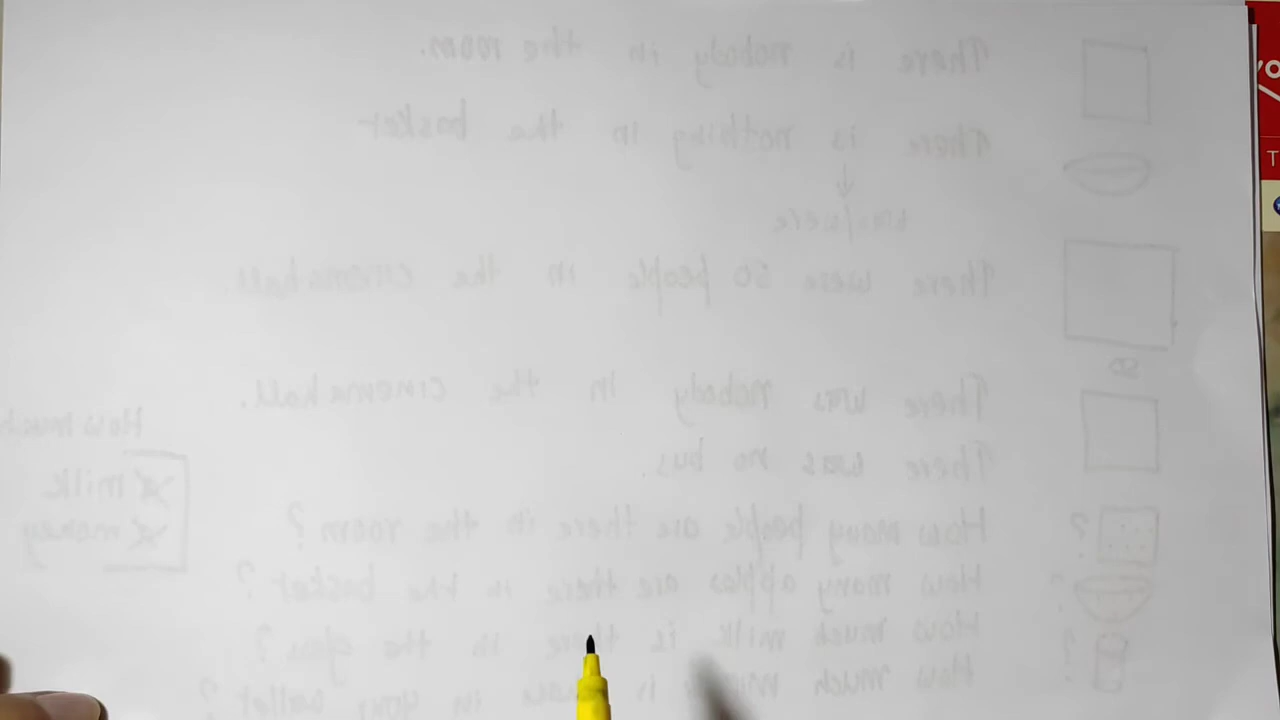 There is nobody in the room.
There is nothing in the basket
was/were
There were 50 people in the cinema hall.
There was nobody in the cinema hall.
There was no bus.
How many people are there in the room?
How many apples are there in the basket?
How much milk is there in the glass?
How much is in your wallet?
How much
milk
money